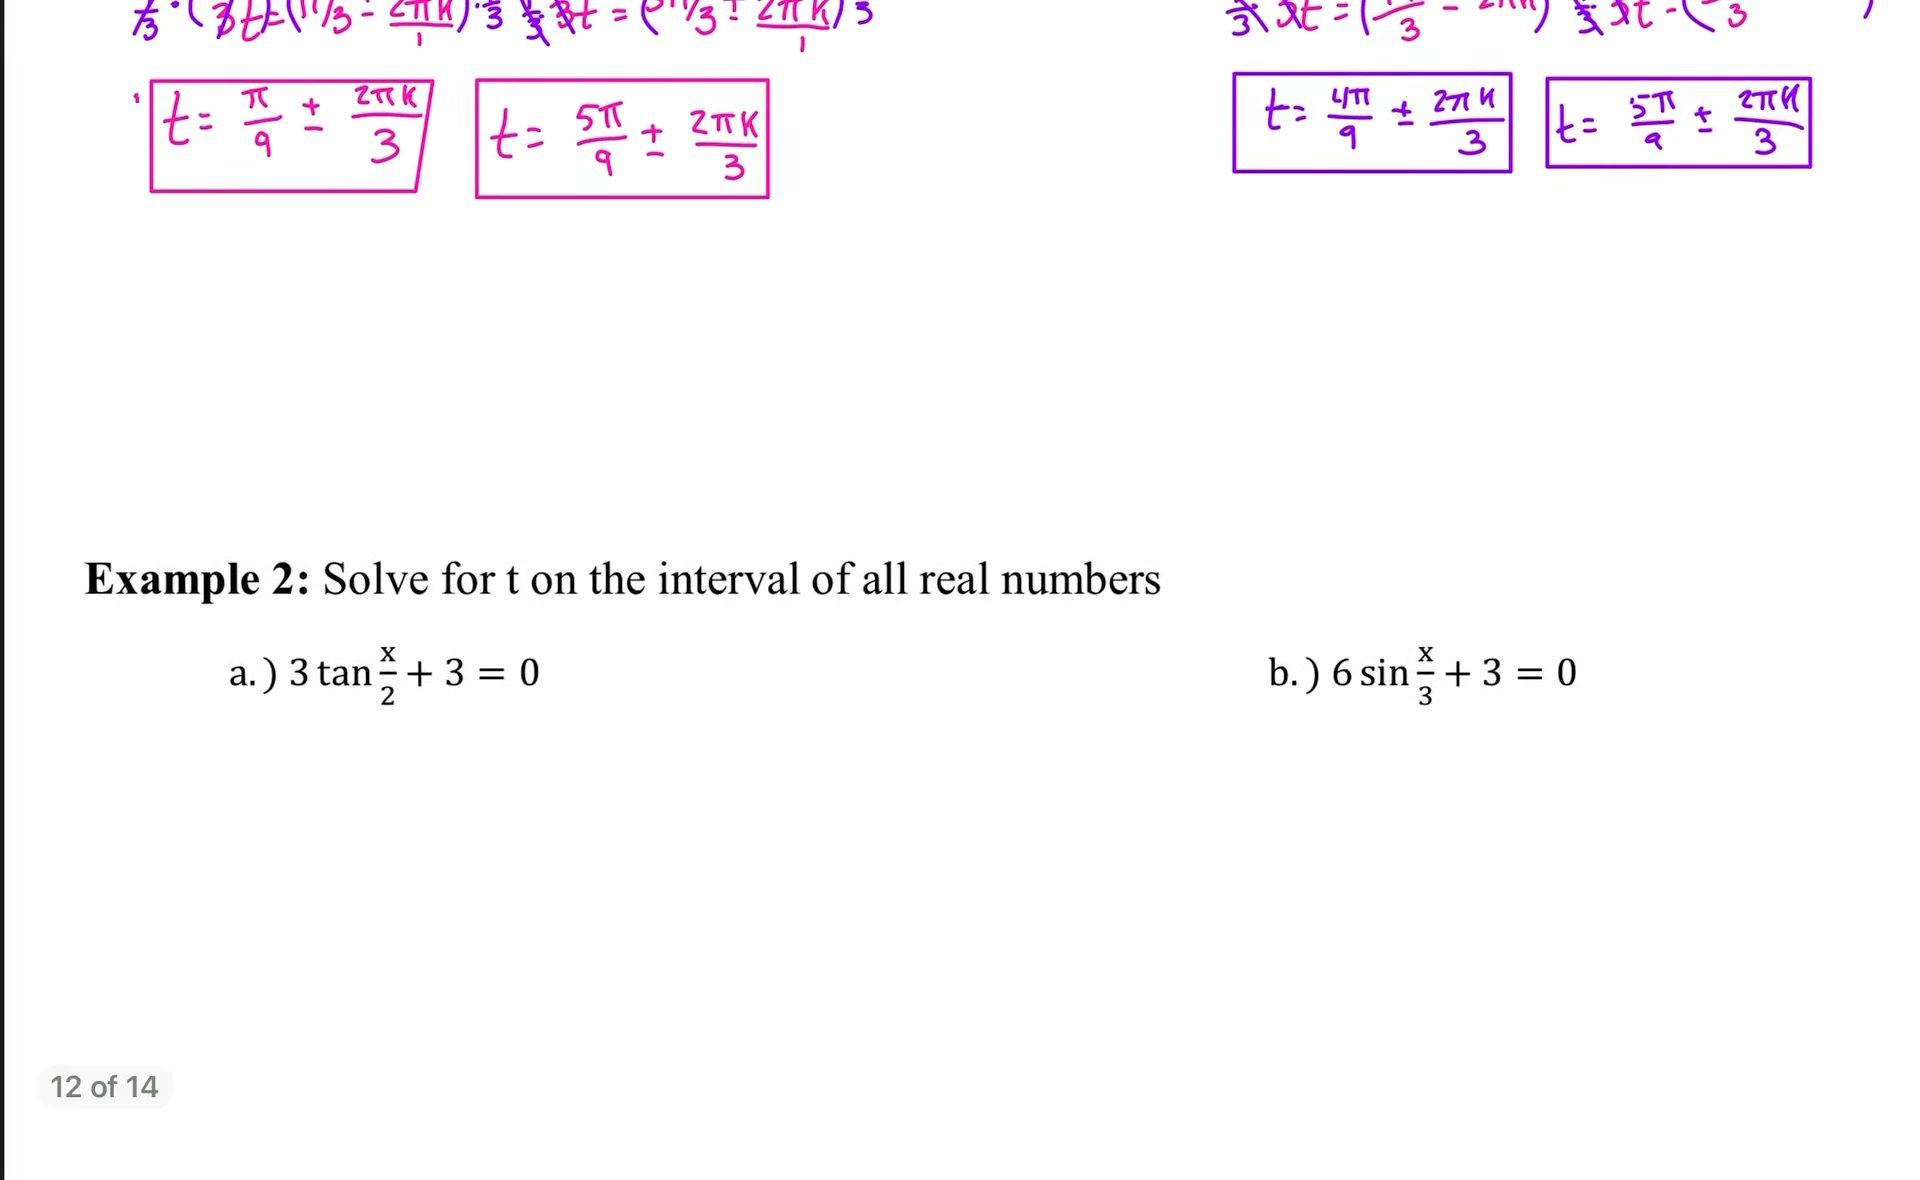 t = π/9 ± 2πK/3 t = 5π/9 ± 2πK/3 t = 4π/9 ± 2πK/3 t = 5π/9 ± 2πK/3
Example 2: Solve for t on the interval of all real numbers
a.) 3 tan x/2 + 3 = 0 b.) 6 sin x/3 + 3 = 0
12 of 14